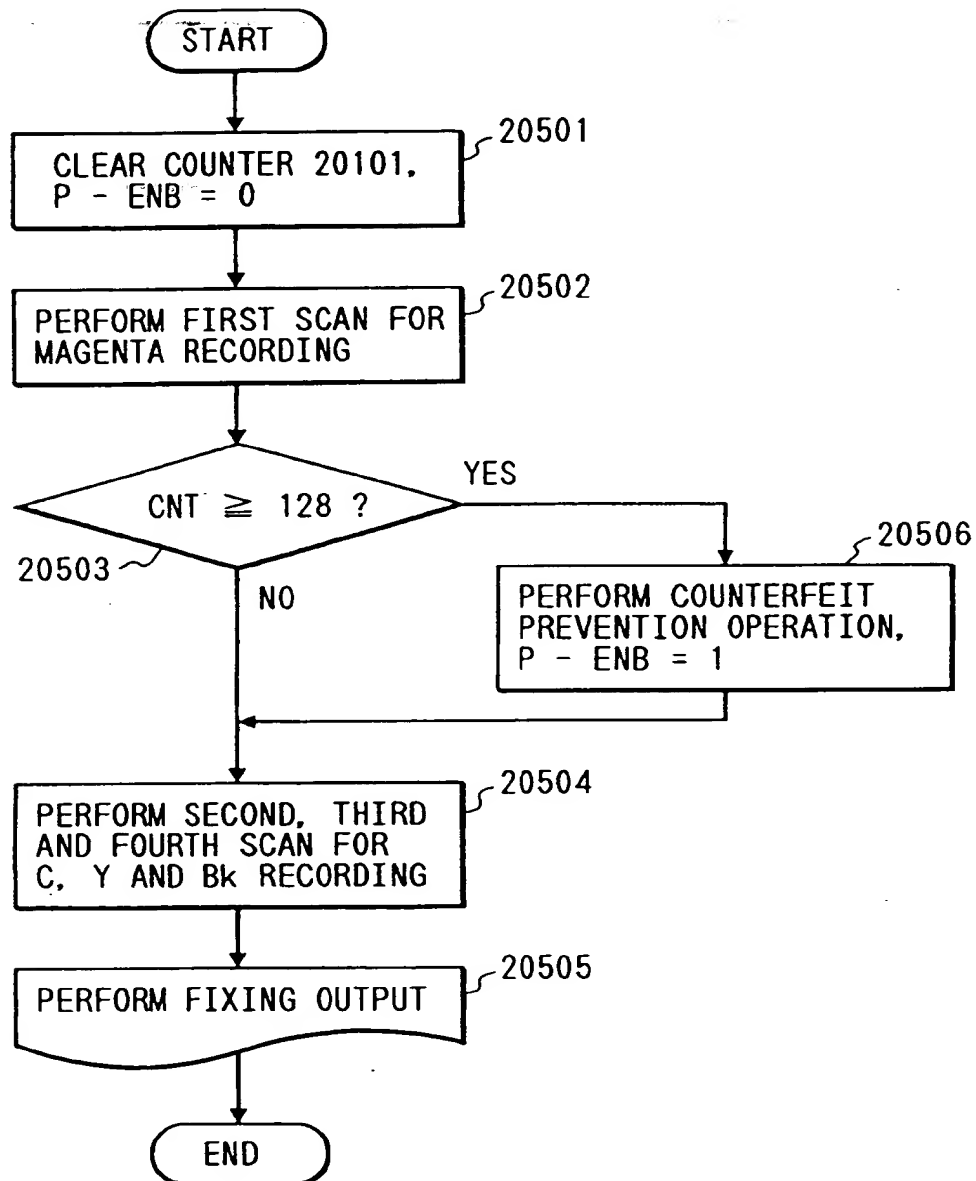 START
20501
CLEAR COUNTER 20101,
P - ENB = 0
20502
PERFORM FIRST SCAN FOR
MAGENTA RECORDING
CNT ≧ 128 ?
YES
20503
NO
20506
PERFORM COUNTERFEIT
PREVENTION OPERATION,
P - ENB = 1
20504
PERFORM SECOND, THIRD
AND FOURTH SCAN FOR
C, Y AND Bk RECORDING
20505
PERFORM FIXING OUTPUT
END